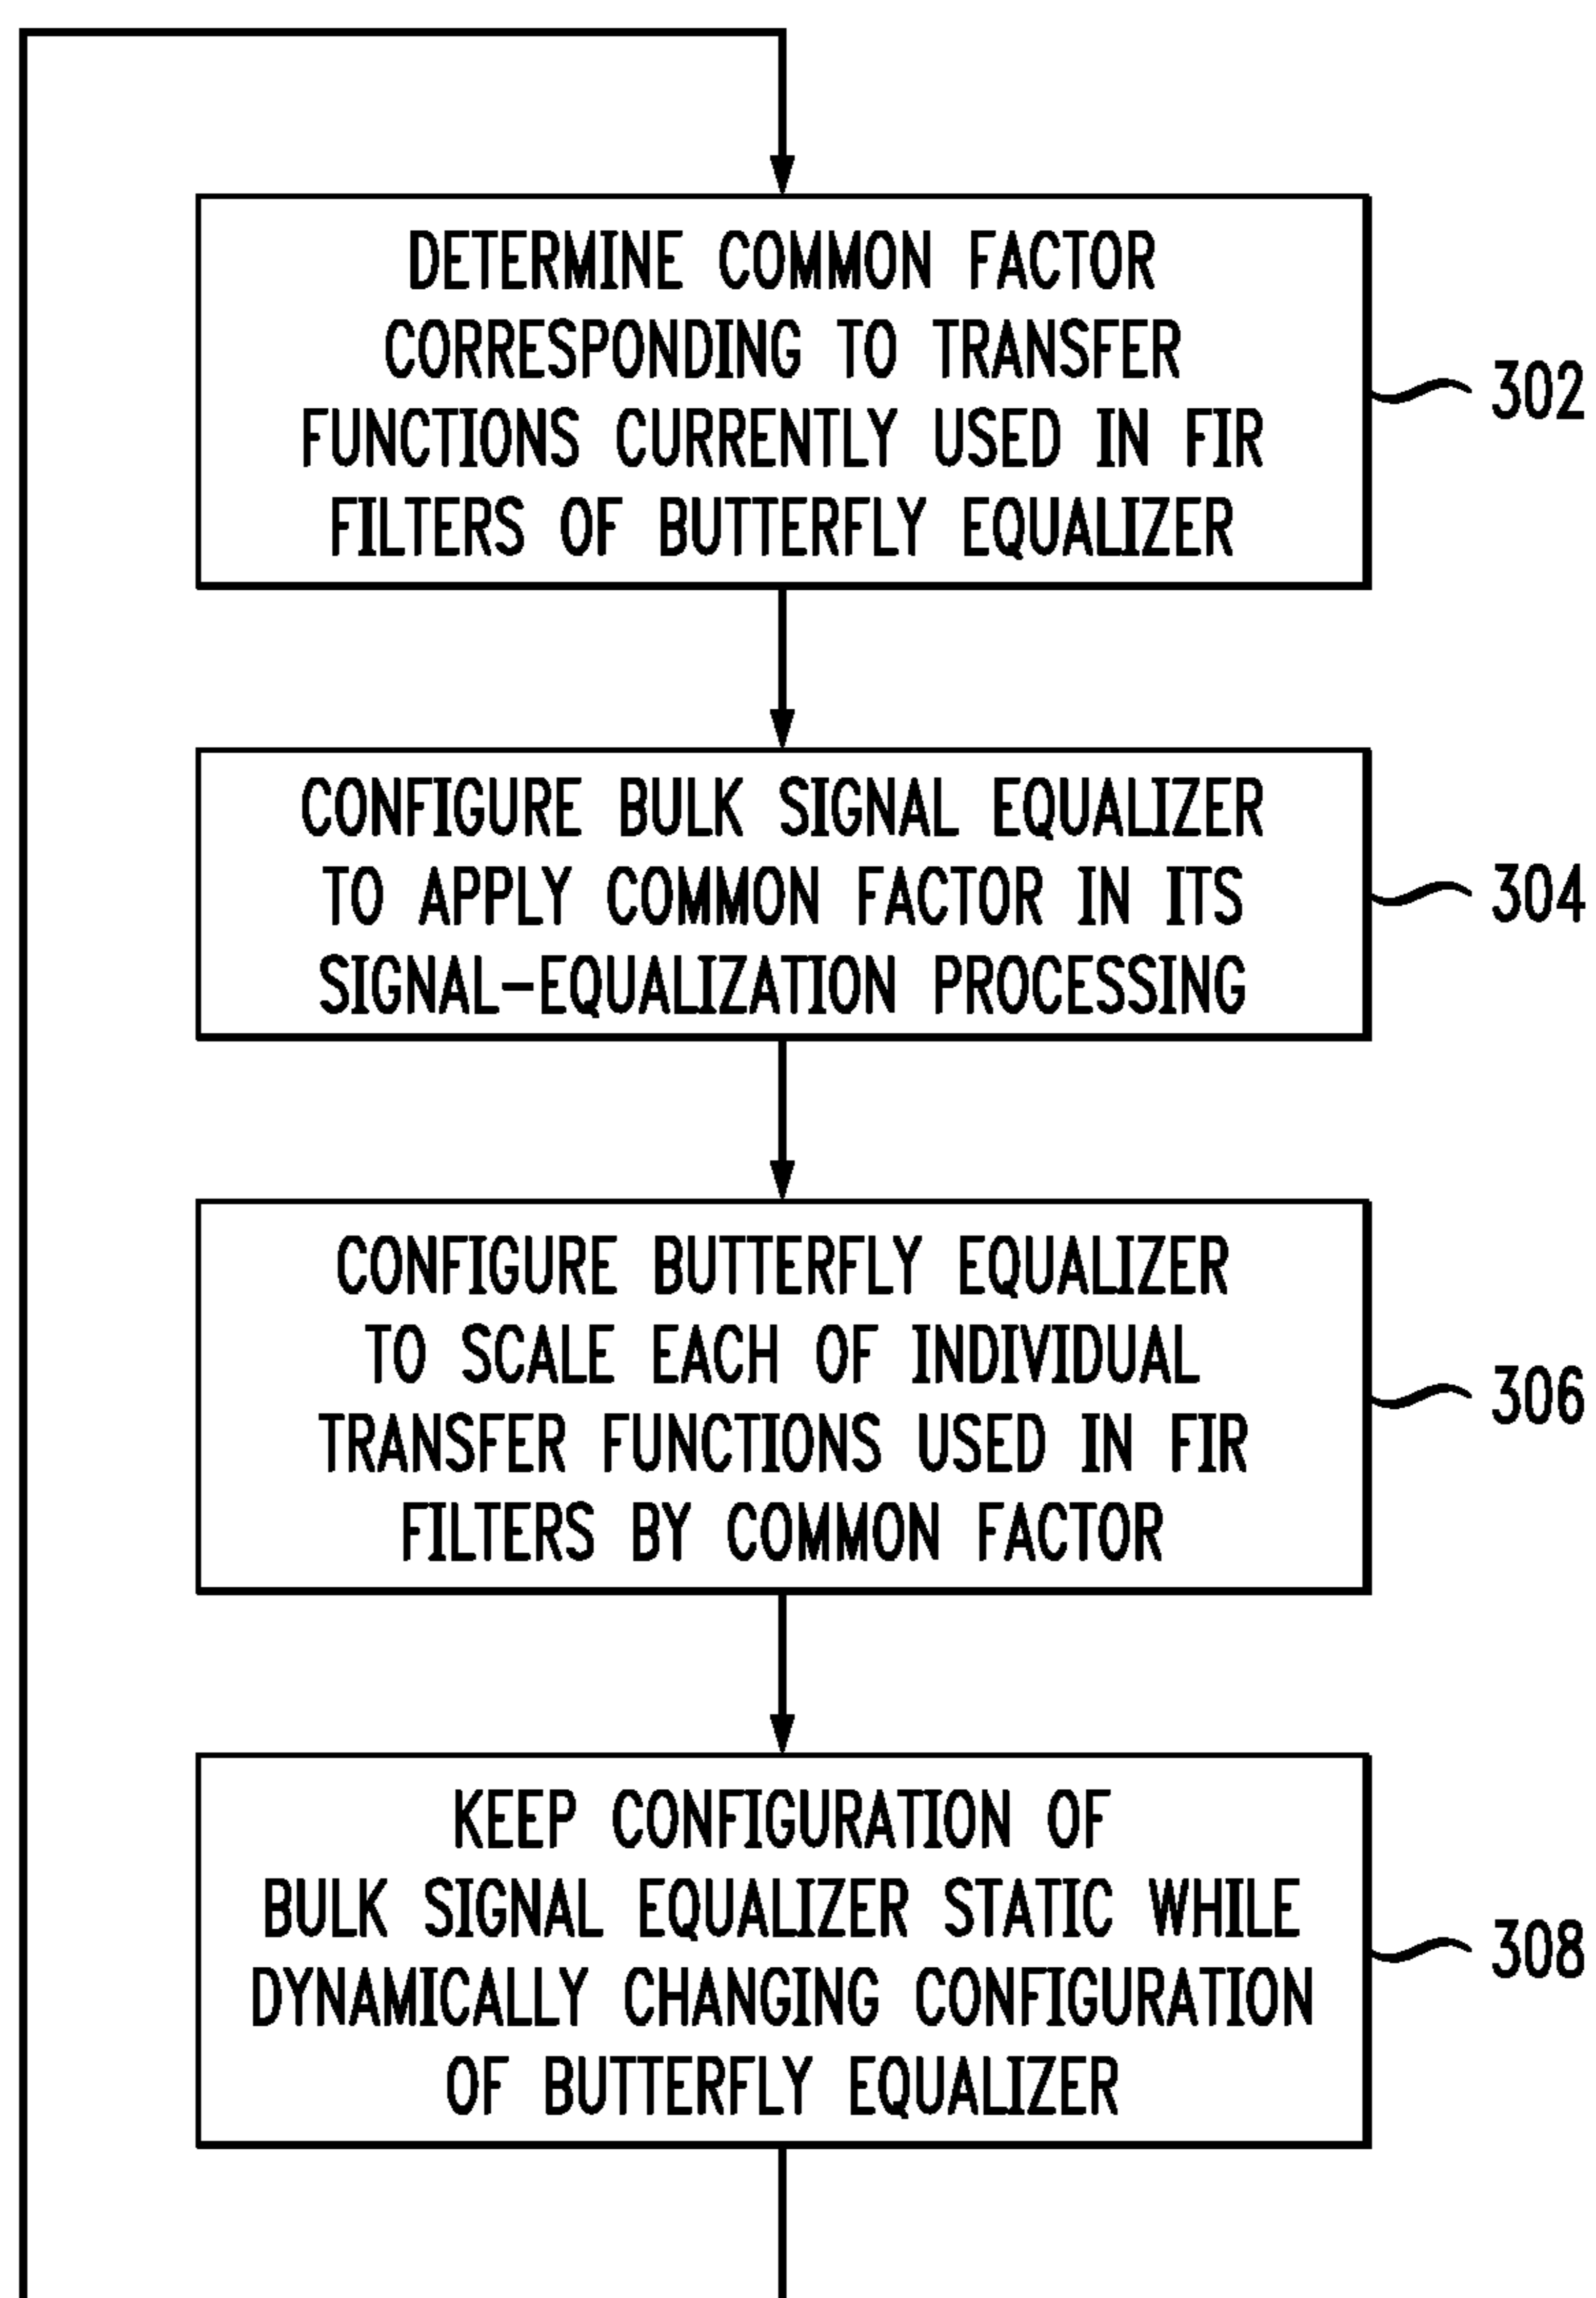 DETERMINE COMMON FACTOR
CORRESPONDING TO TRANSFER
FUNCTIONS CURRENTLY USED IN FIR
FILTERS OF BUTTERFLY EQUALIZER
302
CONFIGURE BULK SIGNAL EQUALIZER
TO APPLY COMMON FACTOR IN ITS
SIGNAL-EQUALIZATION PROCESSING
304
CONFIGURE BUTTERFLY EQUALIZER
TO SCALE EACH OF INDIVIDUAL
TRANSFER FUNCTIONS USED IN FIR
FILTERS BY COMMON FACTOR
306
KEEP CONFIGURATION OF
BULK SIGNAL EQUALIZER STATIC WHILE
DYNAMICALLY CHANGING CONFIGURATION
OF BUTTERFLY EQUALIZER
308